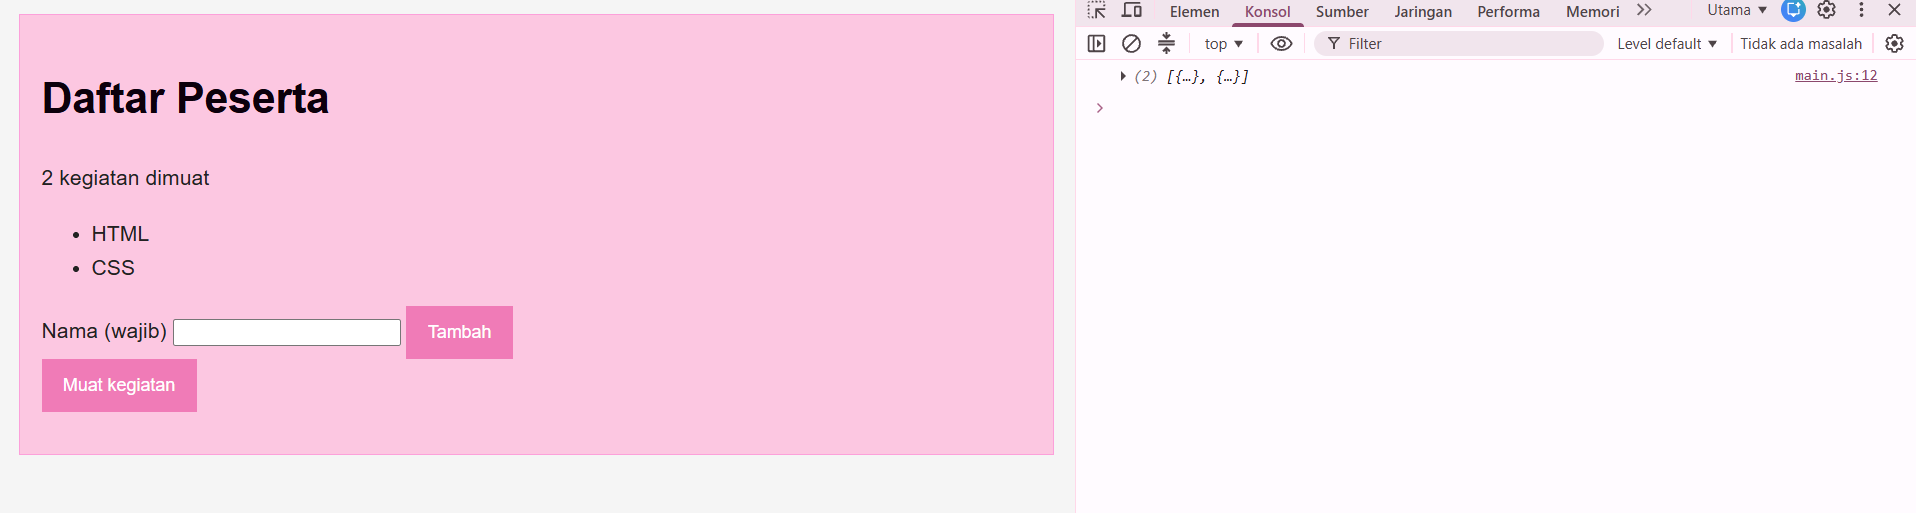 Daftar Peserta
2 kegiatan dimuat
• HTML
• CSS
Nama (wajib) Tambah
Muat kegiatan
Elemen Konsol Sumber Jaringan Performa Memori Utama
top Filter Level default Tidak ada masalah
(2) [{…}, {…}] main.js:12